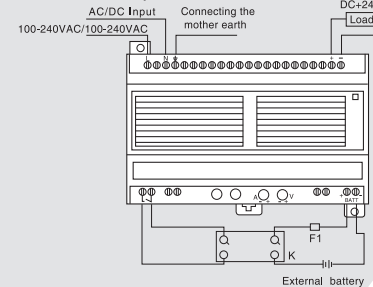 AC/DC Input
Connecting the
mother earth
DC+24
Load
100-240VAC/100-240VAC
L N
+ −
A V
+ − + −
+ −
BATT
F1
K
External battery